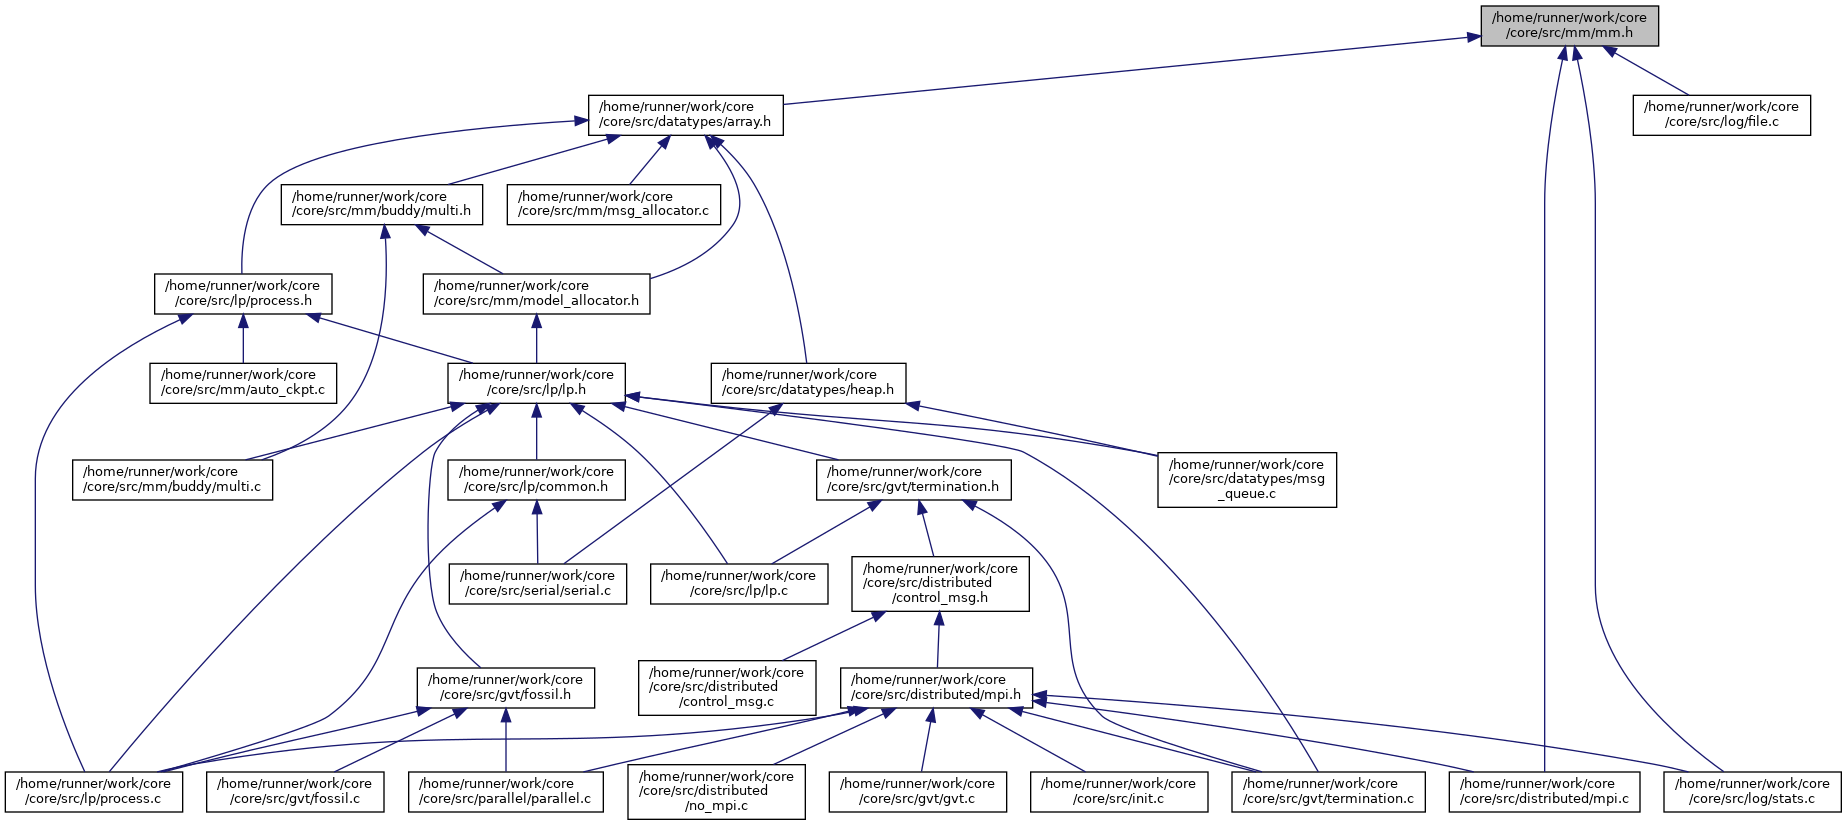 /home/runner/work/core
/core/src/mm/mm.h
/home/runner/work/core
/core/src/datatypes/array.h
/home/runner/work/core
/core/src/log/file.c
/home/runner/work/core
/core/src/mm/buddy/multi.h
/home/runner/work/core
/core/src/mm/msg_allocator.c
/home/runner/work/core
/core/src/lp/process.h
/home/runner/work/core
/core/src/mm/model_allocator.h
/home/runner/work/core
/core/src/mm/auto_ckpt.c
/home/runner/work/core
/core/src/lp/lp.h
/home/runner/work/core
/core/src/datatypes/heap.h
/home/runner/work/core
/core/src/mm/buddy/multi.c
/home/runner/work/core
/core/src/lp/common.h
/home/runner/work/core
/core/src/gvt/termination.h
/home/runner/work/core
/core/src/datatypes/msg
_queue.c
/home/runner/work/core
/core/src/serial/serial.c
/home/runner/work/core
/core/src/lp/lp.c
/home/runner/work/core
/core/src/distributed
/control_msg.h
/home/runner/work/core
/core/src/gvt/fossil.h
/home/runner/work/core
/core/src/distributed
/control_msg.c
/home/runner/work/core
/core/src/distributed/mpi.h
/home/runner/work/core
/core/src/lp/process.c
/home/runner/work/core
/core/src/gvt/fossil.c
/home/runner/work/core
/core/src/parallel/parallel.c
/home/runner/work/core
/core/src/distributed
/no_mpi.c
/home/runner/work/core
/core/src/gvt/gvt.c
/home/runner/work/core
/core/src/init.c
/home/runner/work/core
/core/src/gvt/termination.c
/home/runner/work/core
/core/src/distributed/mpi.c
/home/runner/work/core
/core/src/log/stats.c